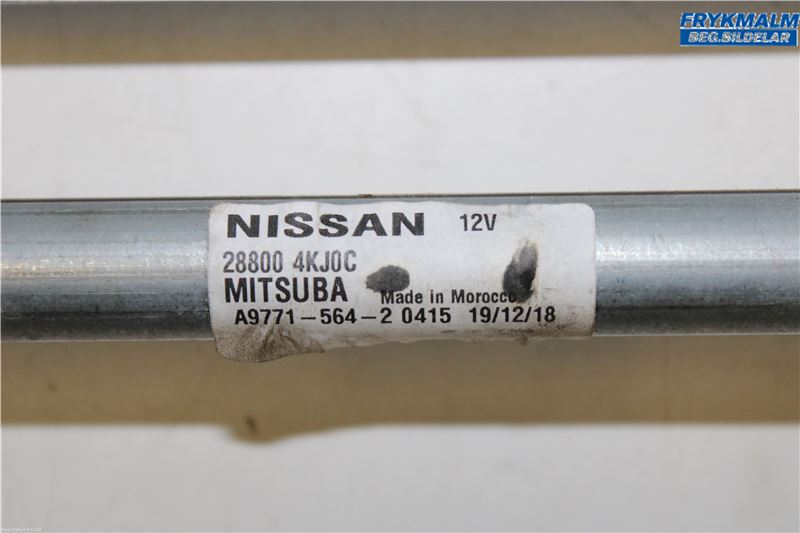 FRYKMALM
BEG.BILDELAR
NISSAN 12V
28800 4KJ0C
MITSUBA Made in Morocco
A9771-564-2 0415 19/12/18